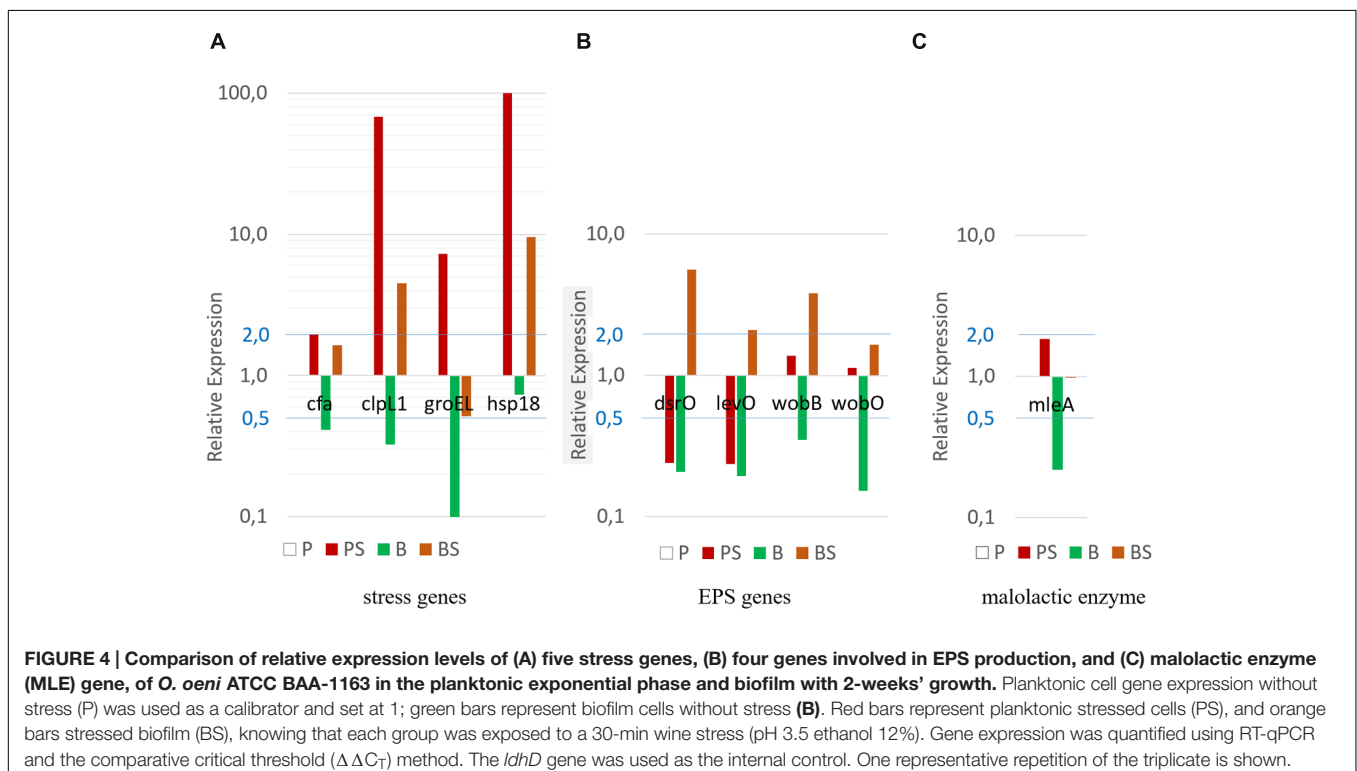 A
B
C
100,0
10,0
2,0
1,0
0,5
0,1
Relative Expression
cfa clpL1 groEL hsp18
P PS B BS
stress genes
10,0
2,0
1,0
0,5
0,1
Relative Expression
dsrO levO wobB wobO
P PS B BS
EPS genes
10,0
2,0
1,0
0,5
0,1
Relative Expression
mleA
P PS B BS
malolactic enzyme
FIGURE 4 | Comparison of relative expression levels of (A) five stress genes, (B) four genes involved in EPS production, and (C) malolactic enzyme
(MLE) gene, of O. oeni ATCC BAA-1163 in the planktonic exponential phase and biofilm with 2-weeks' growth. Planktonic cell gene expression without
stress (P) was used as a calibrator and set at 1; green bars represent biofilm cells without stress (B). Red bars represent planktonic stressed cells (PS), and orange
bars stressed biofilm (BS), knowing that each group was exposed to a 30-min wine stress (pH 3.5 ethanol 12%). Gene expression was quantified using RT-qPCR
and the comparative critical threshold (ΔΔCT) method. The ldhD gene was used as the internal control. One representative repetition of the triplicate is shown.